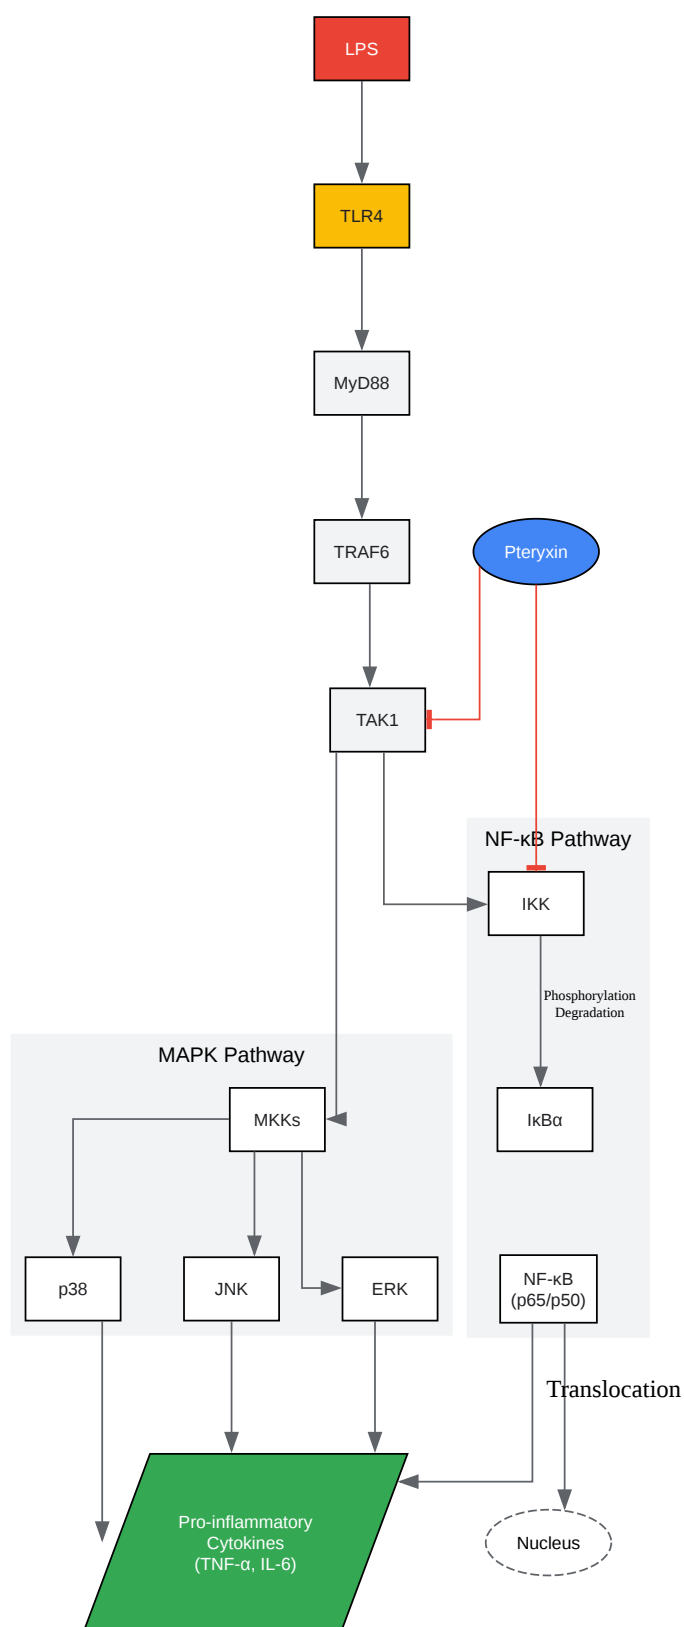 LPS
TLR4
MyD88
TRAF6
Pteryxin
TAK1
NF-κB Pathway
IKK
Phosphorylation
Degradation
MAPK Pathway
MKKs
IκBα
p38
JNK
ERK
NF-κB
(p65/p50)
Translocation
Pro-inflammatory
Cytokines
(TNF-α, IL-6)
Nucleus